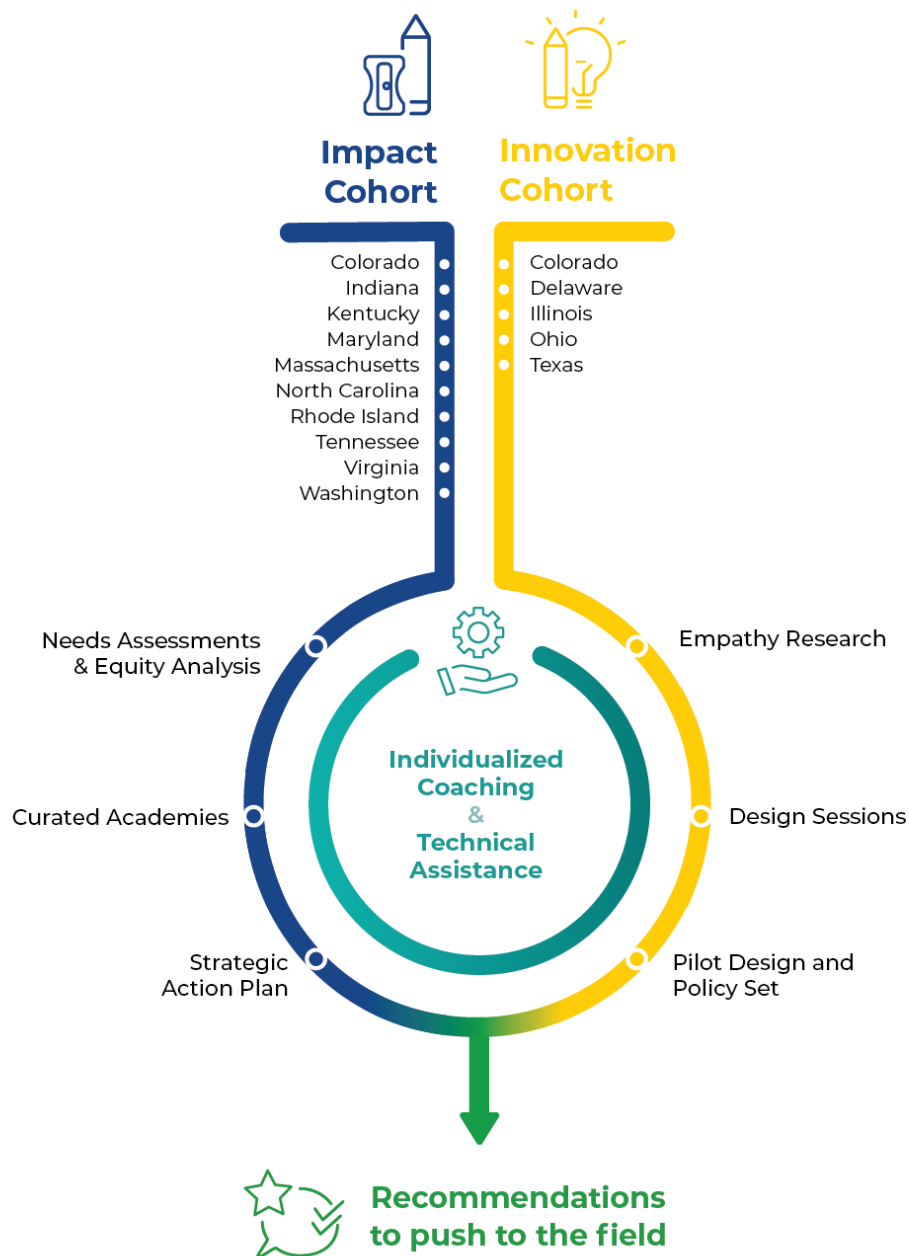 Impact
Cohort
Innovation
Cohort
Colorado
Indiana
Kentucky
Maryland
Massachusetts
North Carolina
Rhode Island
Tennessee
Virginia
Washington
Colorado
Delaware
Illinois
Ohio
Texas
Needs Assessments
& Equity Analysis
Curated Academies
Strategic
Action Plan
Individualized
Coaching
&
Technical
Assistance
Empathy Research
Design Sessions
Pilot Design and
Policy Set
Recommendations
to push to the field